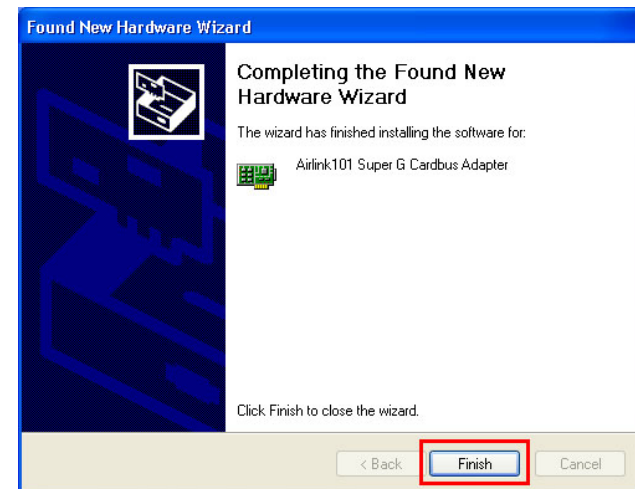 Found New Hardware Wizard
Completing the Found New
Hardware Wizard
The wizard has finished installing the software for:
Airlink101 Super G Cardbus Adapter
Click Finish to close the wizard.
< Back Finish Cancel